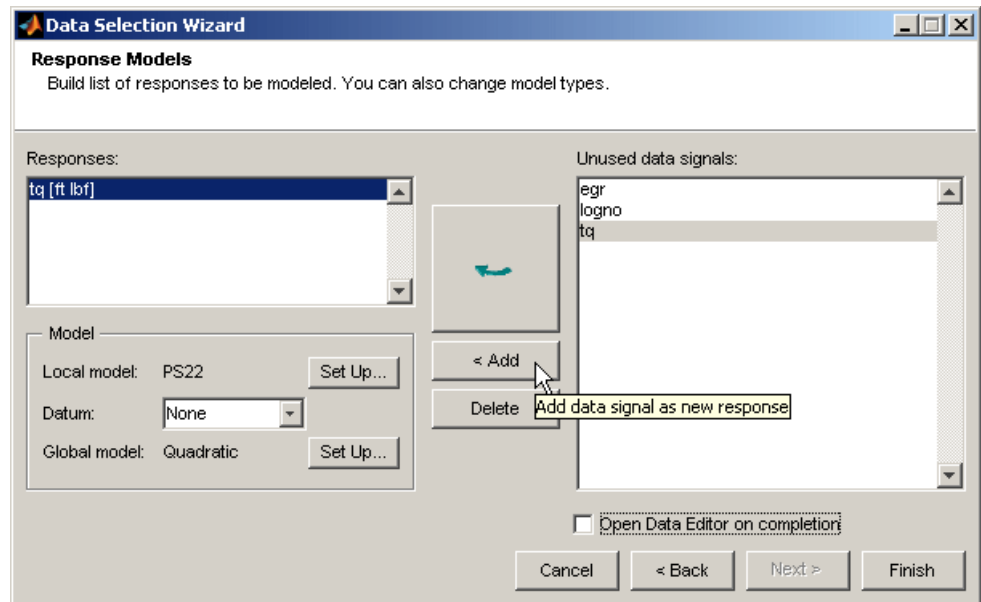 Data Selection Wizard
Response Models
Build list of responses to be modeled. You can also change model types.
Responses:
tq [ft lbf]
Unused data signals:
egr
logno
tq
Model
Local model: PS22 Set Up...
Datum: None
Global model: Quadratic Set Up...
< Add
Delete
Add data signal as new response
Open Data Editor on completion
Cancel < Back Next > Finish